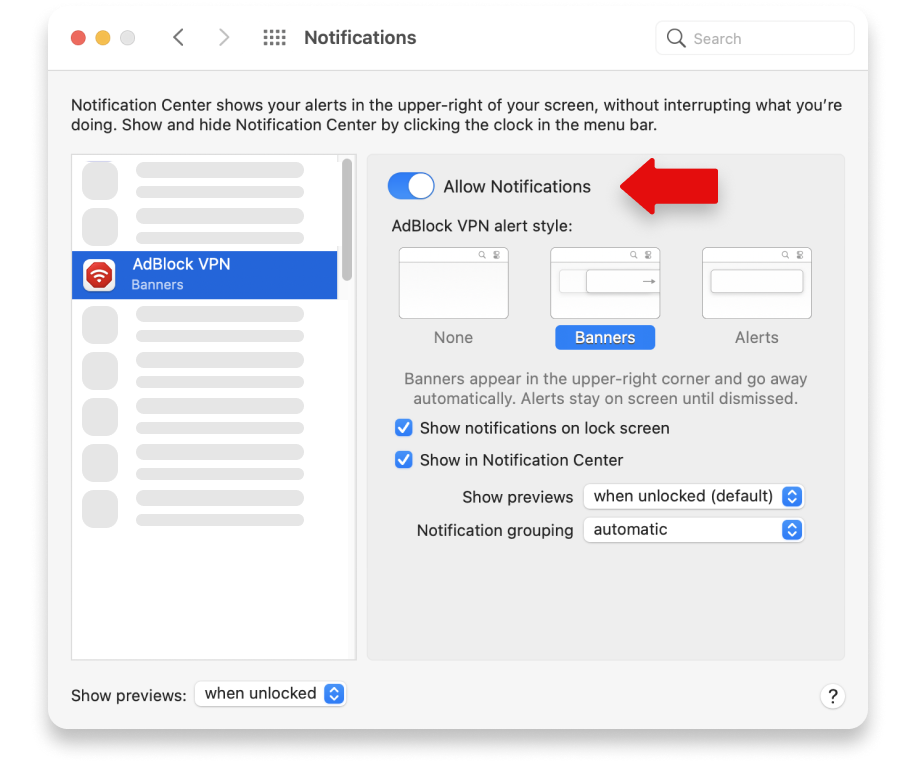 Notifications
Search
Notification Center shows your alerts in the upper-right of your screen, without interrupting what you’re
doing. Show and hide Notification Center by clicking the clock in the menu bar.
AdBlock VPN
Banners
Allow Notifications
AdBlock VPN alert style:
None
Banners
Alerts
Banners appear in the upper-right corner and go away
automatically. Alerts stay on screen until dismissed.
Show notifications on lock screen
Show in Notification Center
Show previews when unlocked (default)
Notification grouping automatic
Show previews: when unlocked
?